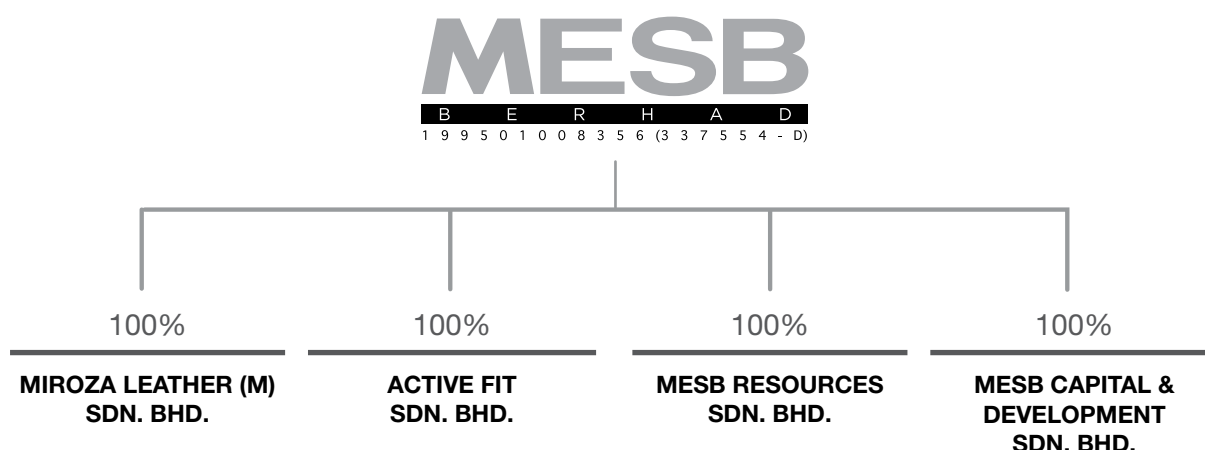 MESB
BERHAD
199501008356 (337554-D)
100%
100%
100%
100%
MIROZA LEATHER (M)
SDN. BHD.
ACTIVE FIT
SDN. BHD.
MESB RESOURCES
SDN. BHD.
MESB CAPITAL &
DEVELOPMENT
SDN. BHD.